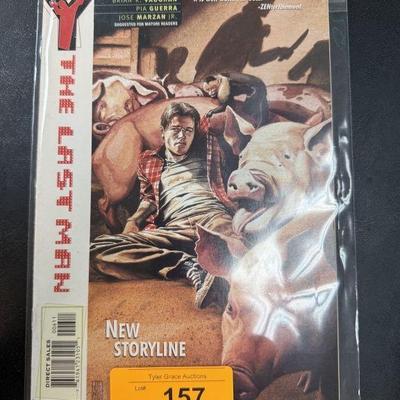 BRIAN K. VAUGHAN
PIA GUERRA
JOSE MARZAN JR.
SUGGESTED FOR MATURE READERS
Y
THE LAST MAN
NEW
STORYLINE
00611
DIRECT SALES
Tyler Grace Auctions
Lot#
157